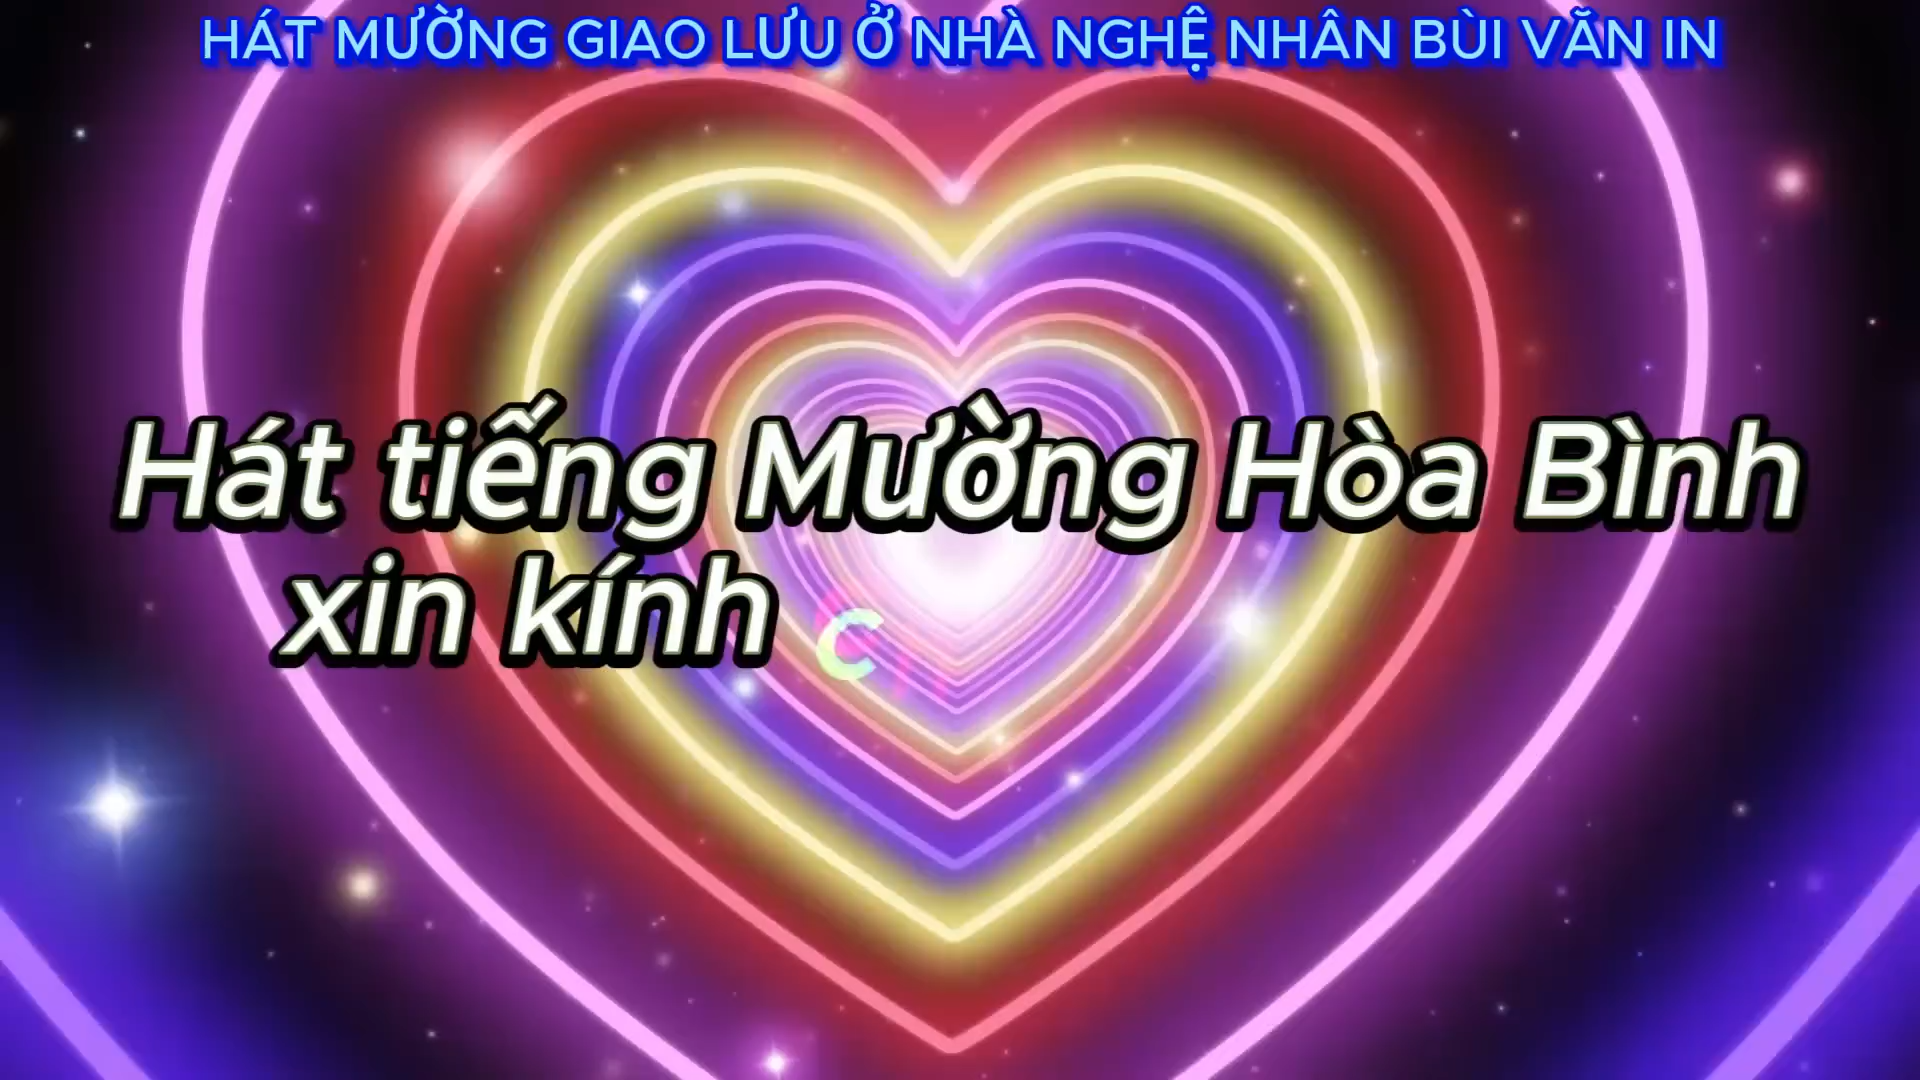 HÁT MƯỜNG GIAO LƯU Ở NHÀ NGHỆ NHÂN BÙI VĂN IN
Hát tiếng Mường Hòa Bình
xin kính c